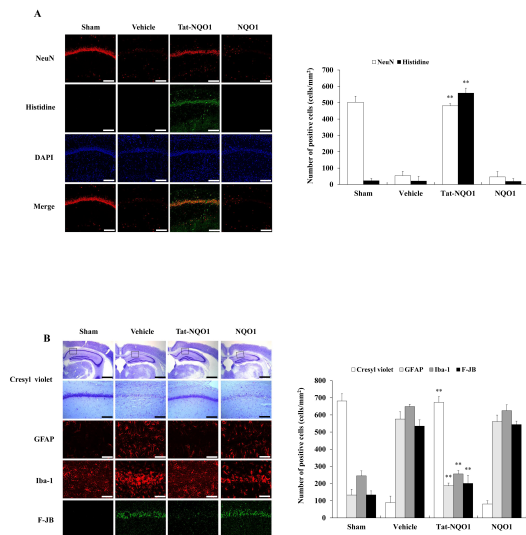 A
Sham Vehicle Tat-NQO1 NQO1
NeuN
Histidine
DAPI
Merge
NeuN Histidine
Number of positive cells (cells/mm²)
700
600
500
400
300
200
100
0
** **
Sham Vehicle Tat-NQO1 NQO1
B
Sham Vehicle Tat-NQO1 NQO1
Cresyl violet
GFAP
Iba-1
F-JB
Cresyl violet GFAP Iba-1 F-JB
Number of positive cells (cells/mm²)
800
700
600
500
400
300
200
100
0
**
**
** **
Sham Vehicle Tat-NQO1 NQO1